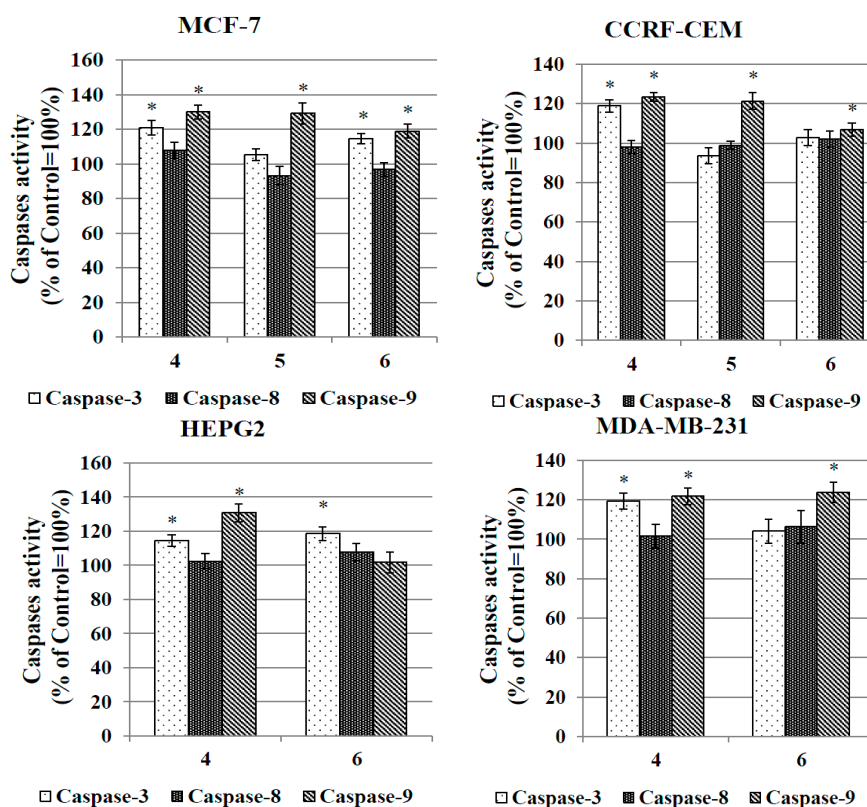 MCF-7
Caspases activity
(% of Control=100%)
160
140
120
100
80
60
40
20
0
* * * * *
4 5 6
Caspase-3 Caspase-8 Caspase-9
CCRF-CEM
Caspases activity
(% of Control=100%)
140
120
100
80
60
40
20
0
* * * *
4 5 6
Caspase-3 Caspase-8 Caspase-9
HEPG2
Caspases activity
(% of Control=100%)
160
140
120
100
80
60
40
20
0
* * *
4 6
Caspase-3 Caspase-8 Caspase-9
MDA-MB-231
Caspases activity
(% of Control=100%)
140
120
100
80
60
40
20
0
* * *
4 6
Caspase-3 Caspase-8 Caspase-9